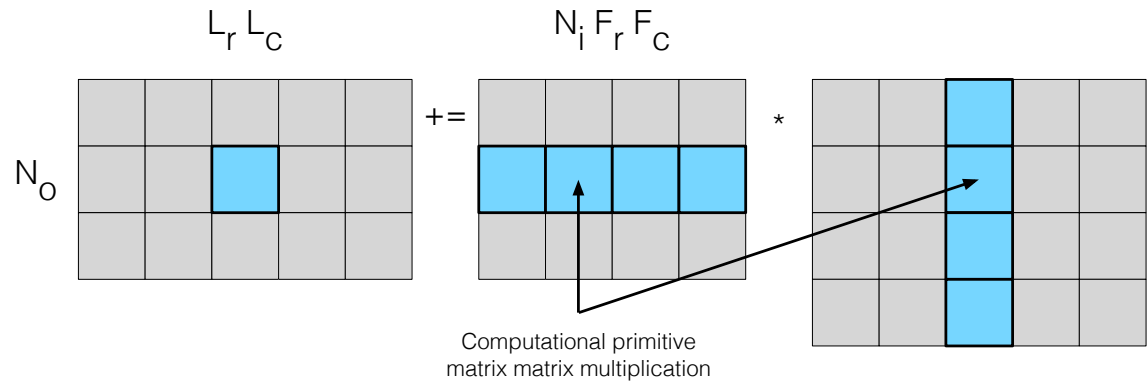 L_r L_c
N_i F_r F_c
+=
*
N_o
Computational primitive
matrix matrix multiplication